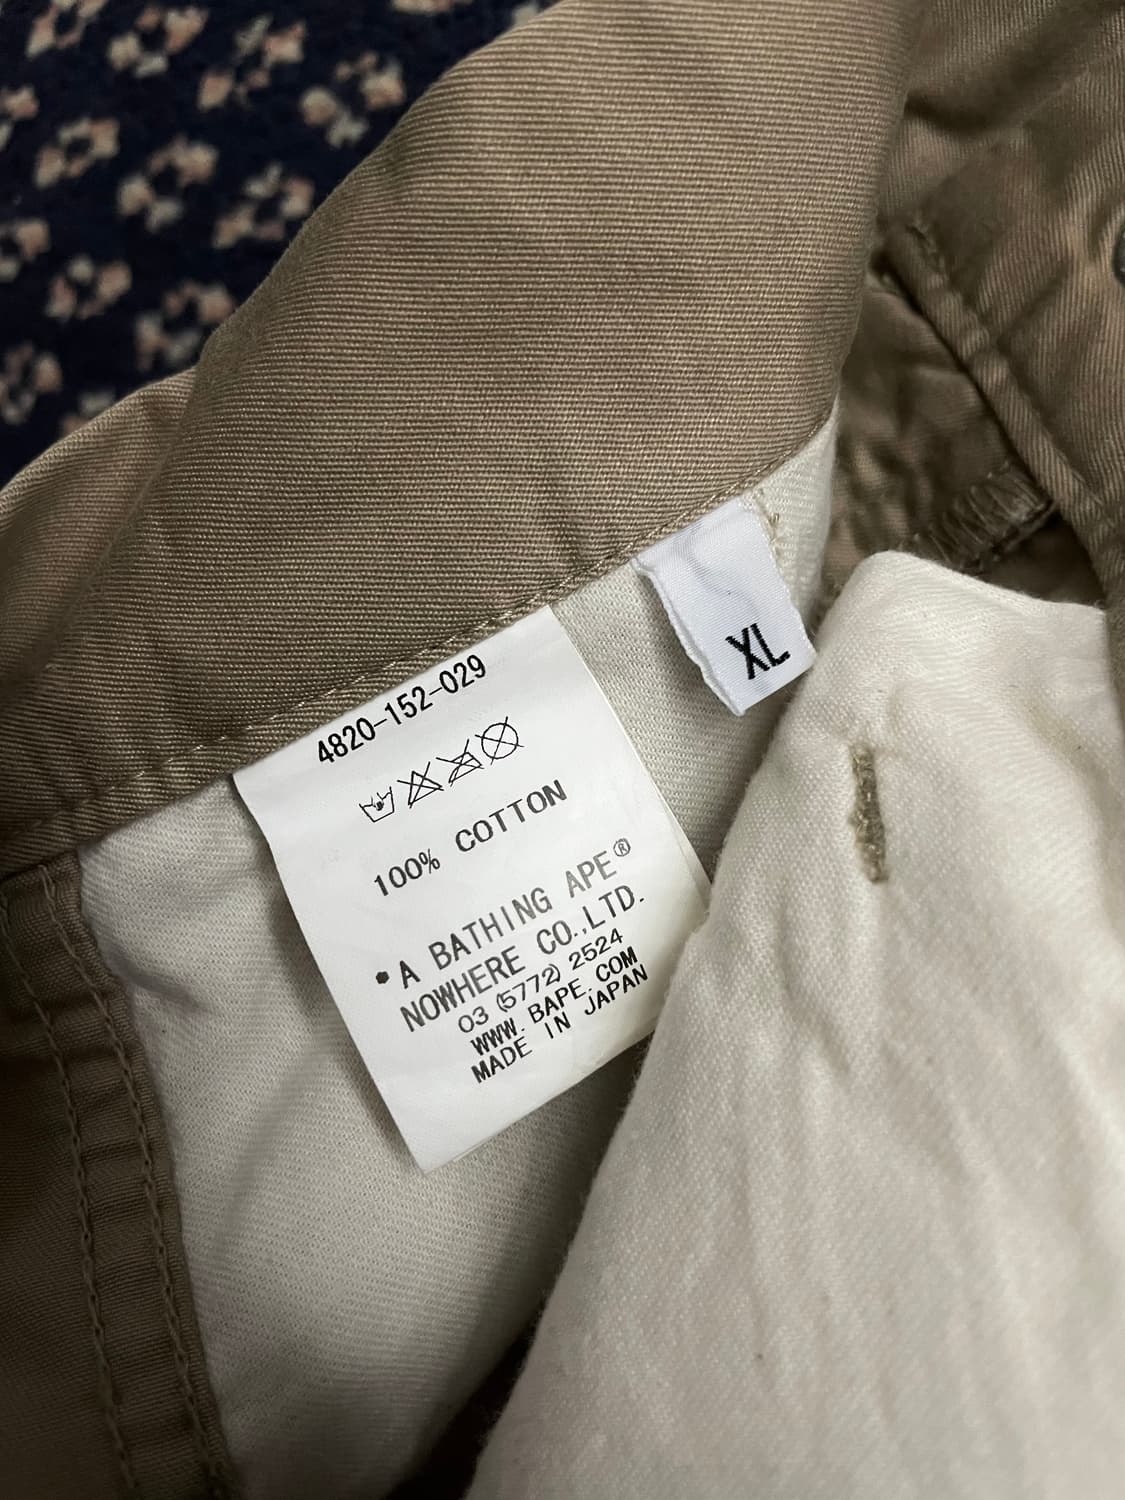 XL
4820-152-029
100% COTTON
•A BATHING APE®
NOWHERE CO.,LTD.
03 (5772) 2524
WWW.BAPE.COM
MADE IN JAPAN